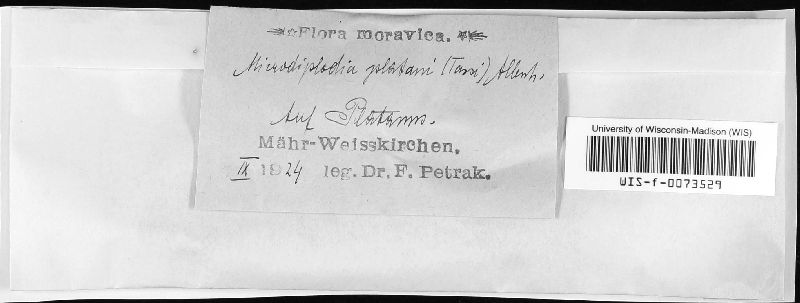 Flora moravica.
Microdiplodia platani (Tassi) Allesch.
Auf Platanus.
Mähr-Weisskirchen.
IX 1924 leg. Dr. F. Petrak.
University of Wisconsin-Madison (WIS)
WIS-f-0073529